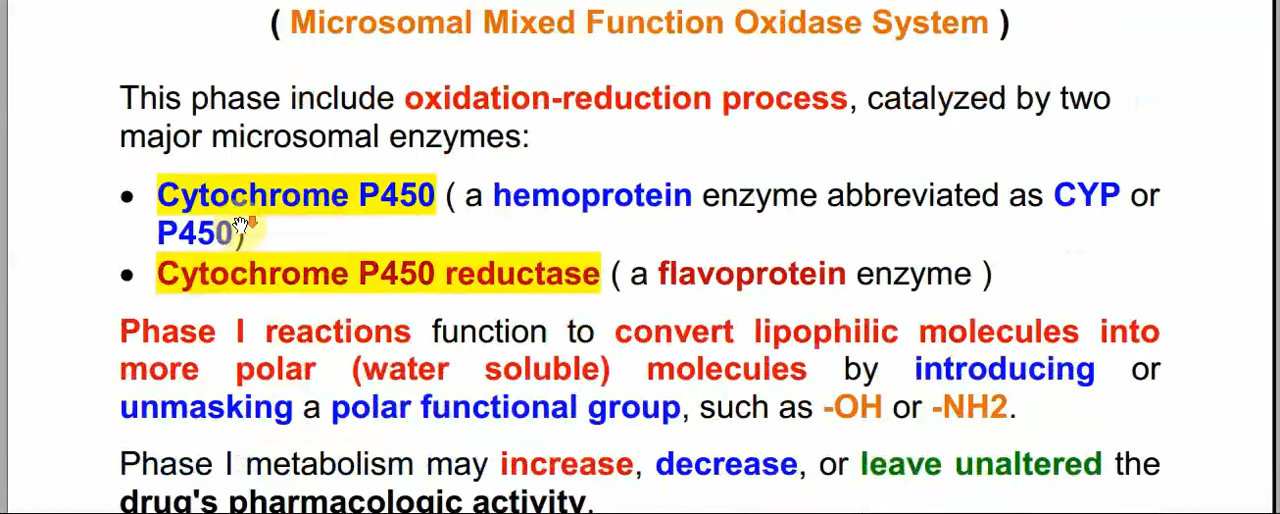 ( Microsomal Mixed Function Oxidase System )
This phase include oxidation-reduction process, catalyzed by two
major microsomal enzymes:
• Cytochrome P450 ( a hemoprotein enzyme abbreviated as CYP or
P450)
• Cytochrome P450 reductase ( a flavoprotein enzyme )
Phase I reactions function to convert lipophilic molecules into
more polar (water soluble) molecules by introducing or
unmasking a polar functional group, such as -OH or -NH2.
Phase I metabolism may increase, decrease, or leave unaltered the
drug's pharmacologic activity.